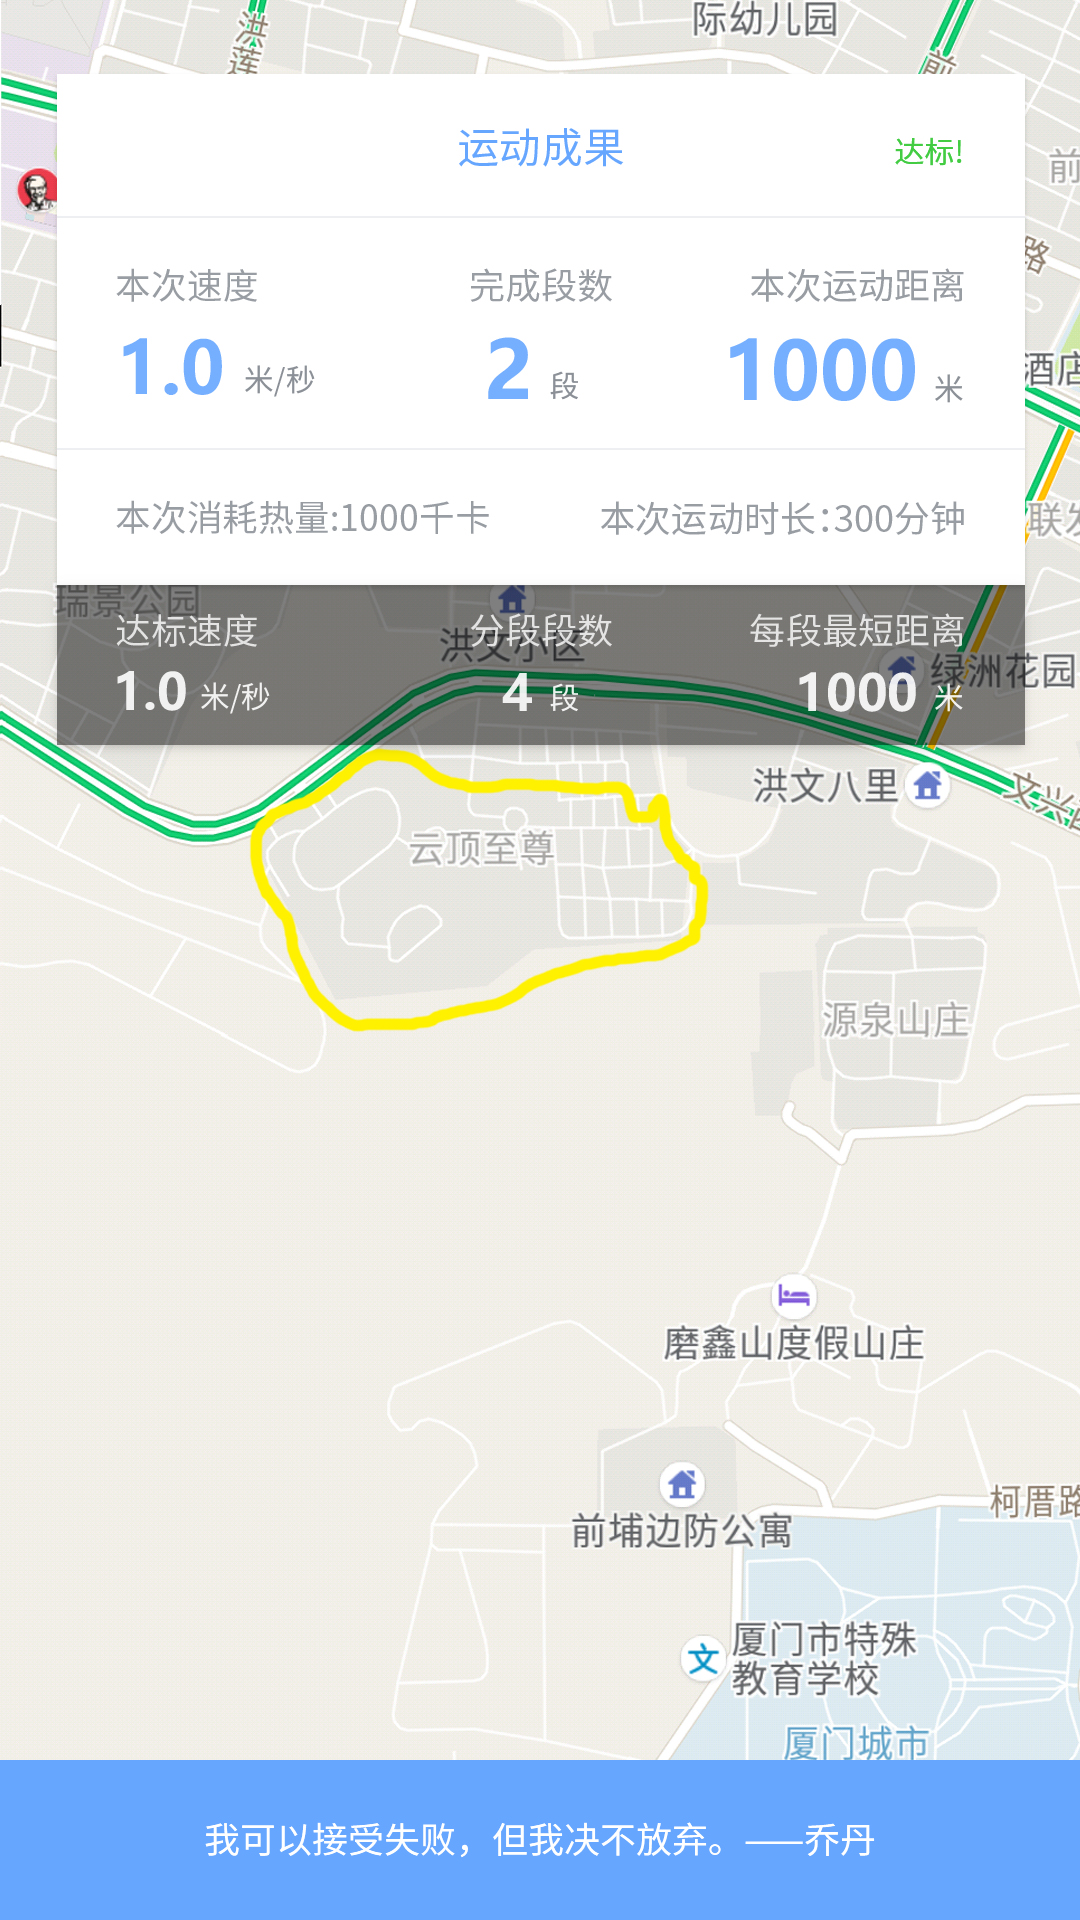 际幼儿园
洪莲
前
运动成果
达标!
前
路
本次速度
完成段数
本次运动距离
1.0 米/秒
2 段
1000 米
酒店
本次消耗热量:1000千卡
本次运动时长:300分钟
联发
瑞景公园
达标速度
分段段数
每段最短距离
洪文小区
绿洲花园
1.0 米/秒
4 段
1000 米
洪文八里
文兴
云顶至尊
源泉山庄
磨鑫山度假山庄
柯厝路
前埔边防公寓
文
厦门市特殊
教育学校
厦门城市
我可以接受失败，但我决不放弃。——乔丹